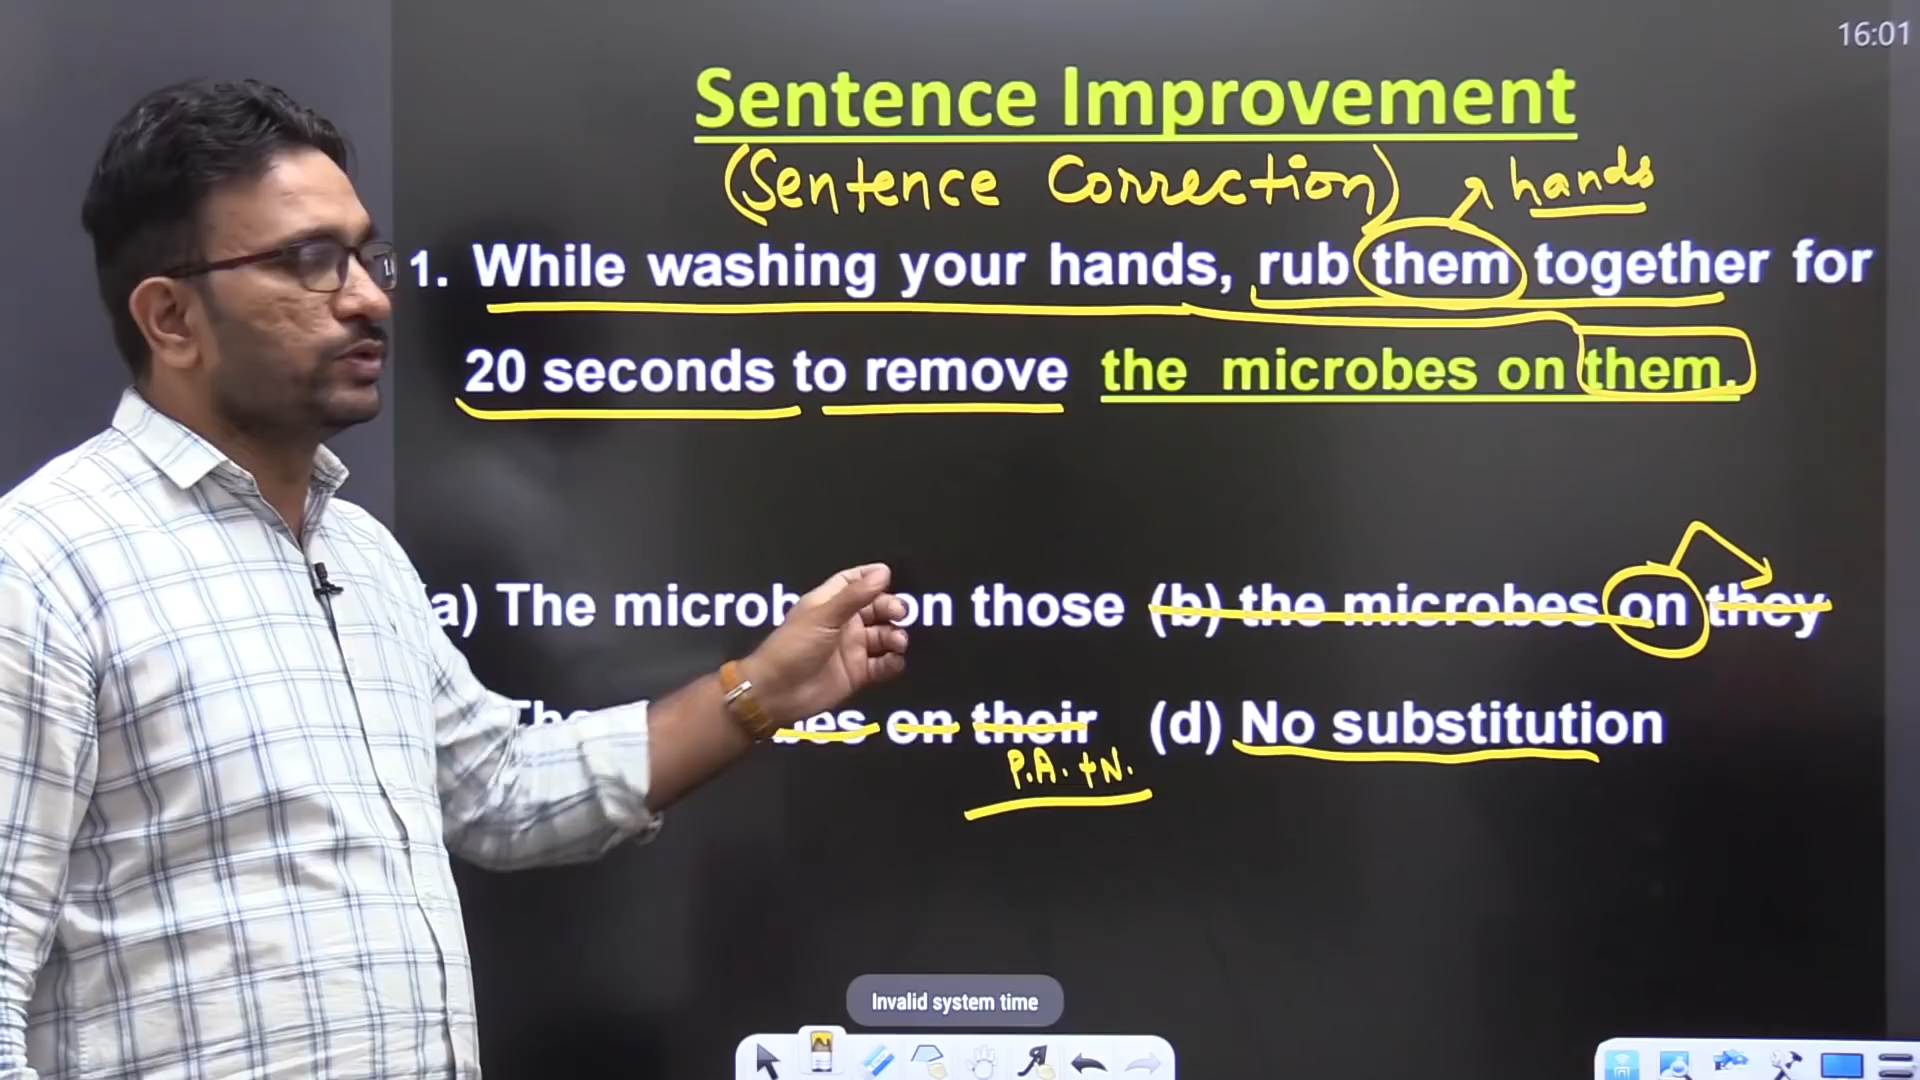 16:01
Sentence Improvement
(Sentence Correction) hands
1. While washing your hands, rub them together for
20 seconds to remove the microbes on them.
a) The microb on those (b) the microbes on they
The bes on their (d) No substitution
P.A. + N.
Invalid system time